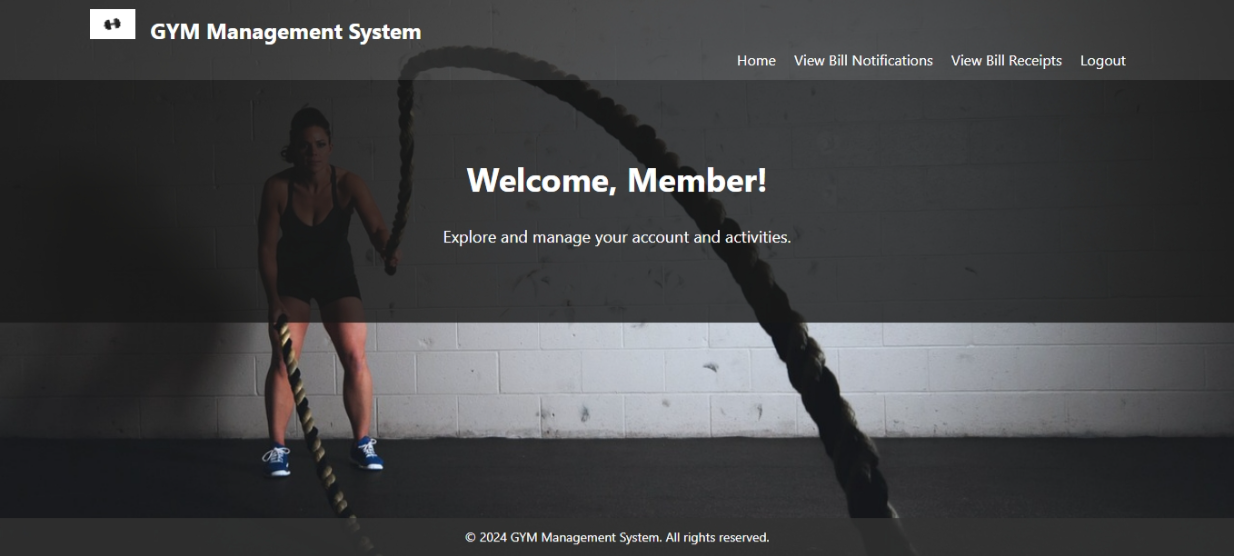 GYM Management System
Home View Bill Notifications View Bill Receipts Logout
Welcome, Member!
Explore and manage your account and activities.
© 2024 GYM Management System. All rights reserved.